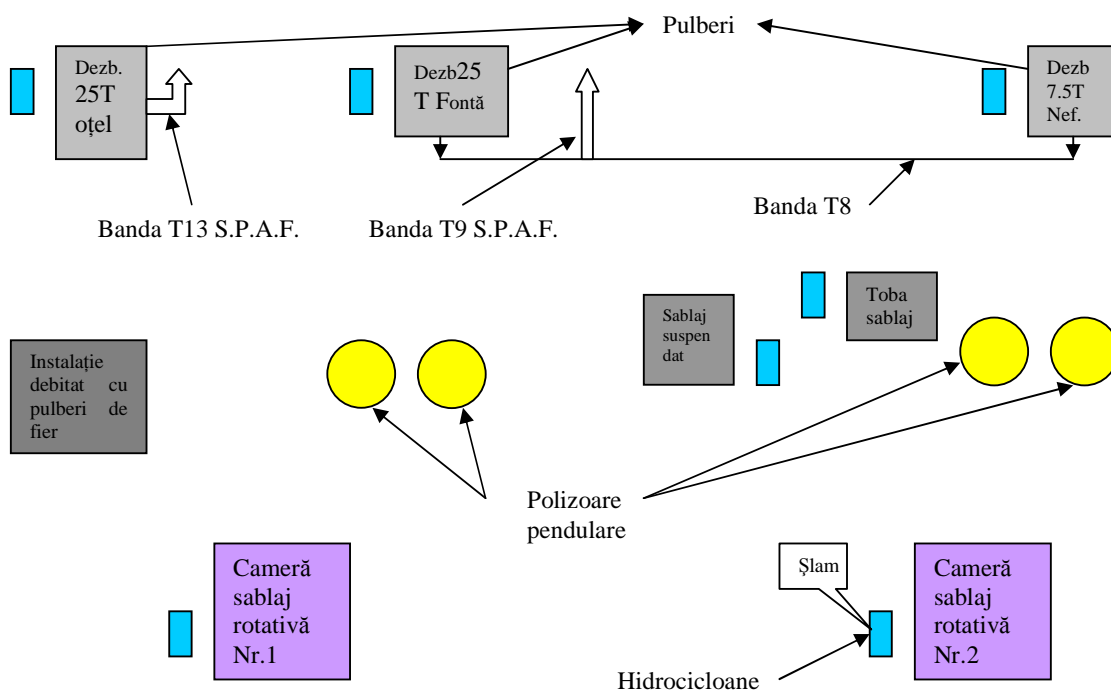 Pulberi
Dezb.
25T
oțel
Dezb25
T Fontă
Dezb
7.5T
Nef.
Banda T13 S.P.A.F.
Banda T9 S.P.A.F.
Banda T8
Toba
sablaj
Sablaj
suspen
dat
Instalație
debitat cu
pulberi de
fier
Polizoare
pendulare
Cameră
sablaj
rotativă
Nr.1
Şlam
Cameră
sablaj
rotativă
Nr.2
Hidrocicloane